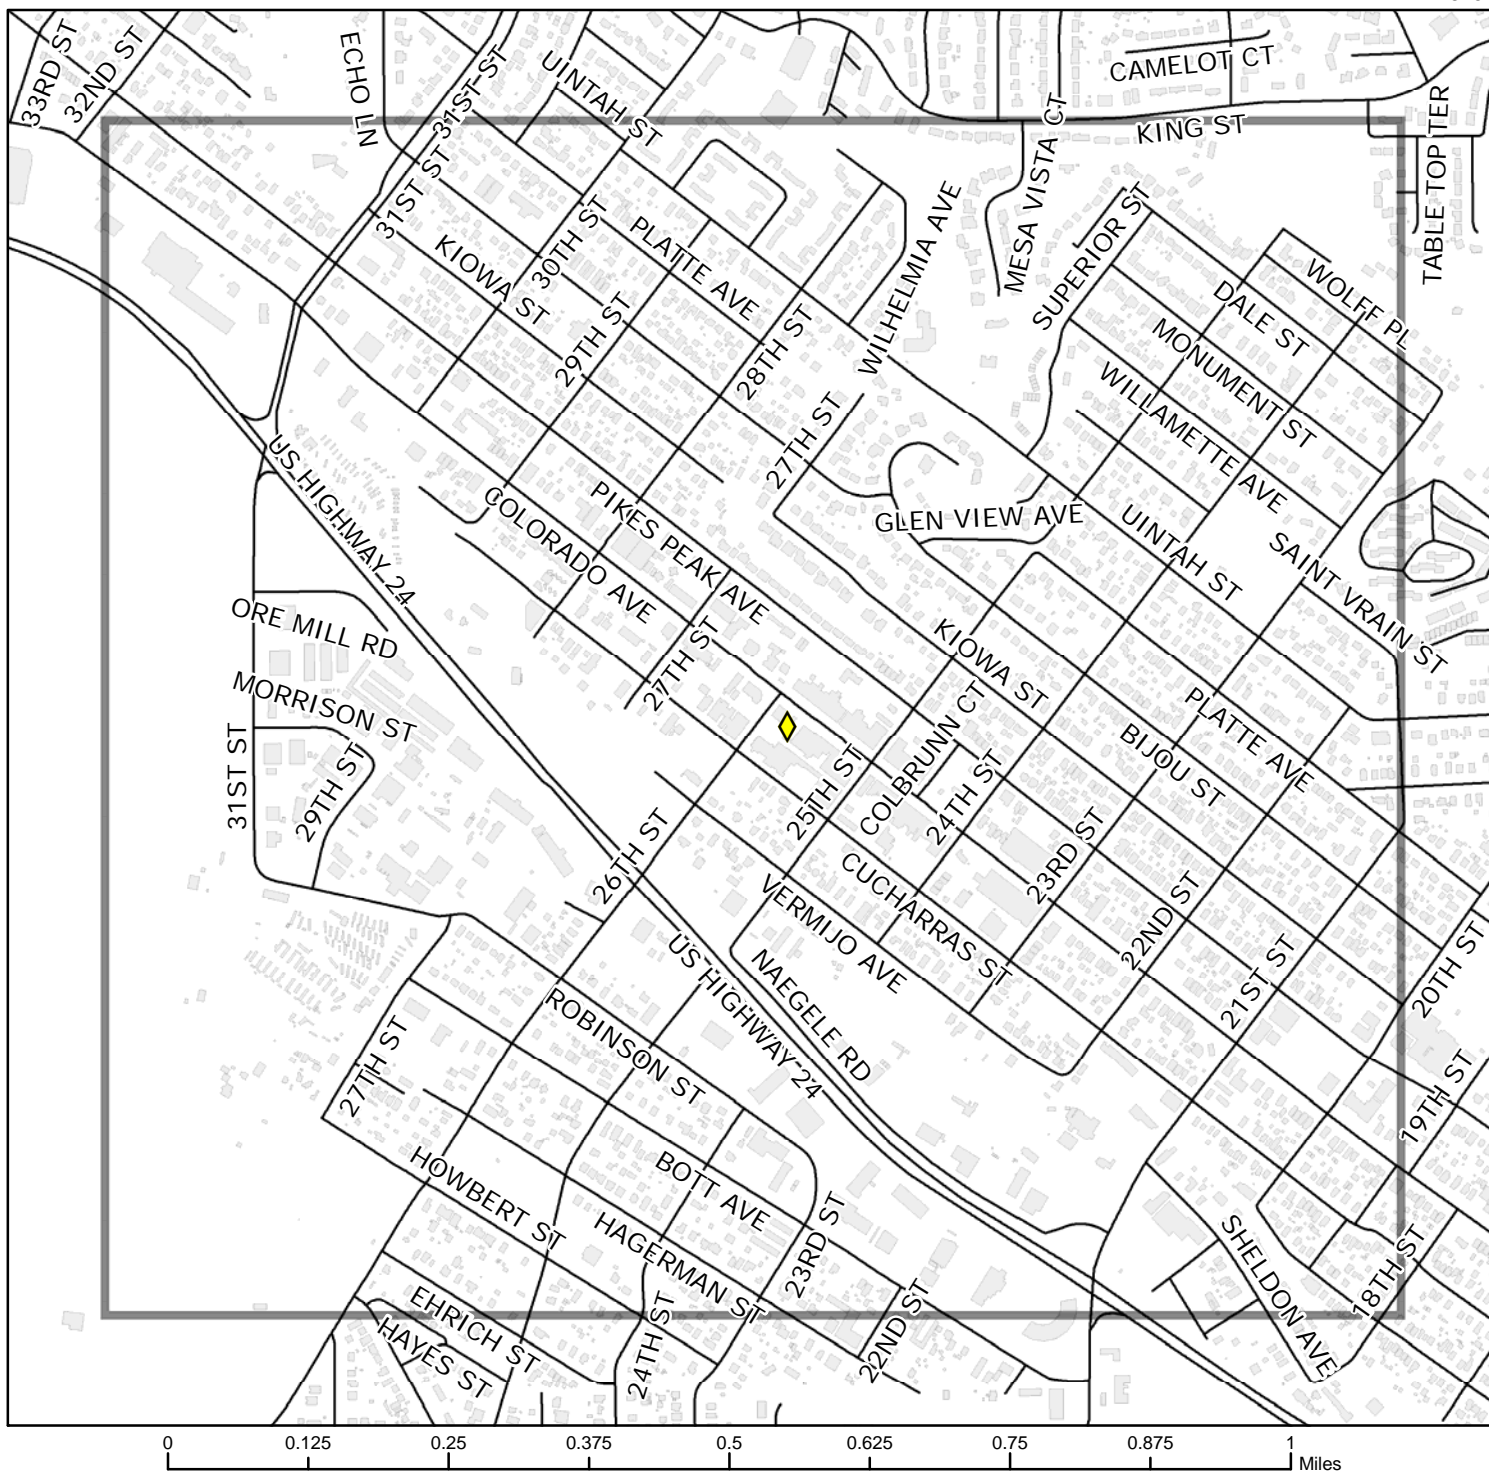 33RD ST
32ND ST
ECHO LN
31ST ST
UINTAH ST
CAMELOT CT
KING ST
MESA VISTA CT
TABLE TOP TER
31ST ST
30TH ST
PLATTE AVE
KIOWA ST
WILHELMIA AVE
SUPERIOR ST
WOLFF PL
DALE ST
MONUMENT ST
WILLAMETTE AVE
29TH ST
28TH ST
27TH ST
US HIGHWAY 24
COLORADO AVE
PIKES PEAK AVE
GLEN VIEW AVE
UINTAH ST
SAINT VRAIN ST
ORE MILL RD
MORRISON ST
31ST ST
29TH ST
27TH ST
KIOWA ST
COLBRUNN CT
PLATTE AVE
BIJOU ST
25TH ST
24TH ST
26TH ST
23RD ST
CUCHARRAS ST
VERMIJO AVE
22ND ST
21ST ST
20TH ST
US HIGHWAY 24
NAEGELE RD
ROBINSON ST
27TH ST
19TH ST
HOWBERT ST
BOTT AVE
HAGERMAN ST
23RD ST
SHELDON AVE
18TH ST
EHRICH ST
HAYES ST
24TH ST
22ND ST
0 0.125 0.25 0.375 0.5 0.625 0.75 0.875 1
Miles